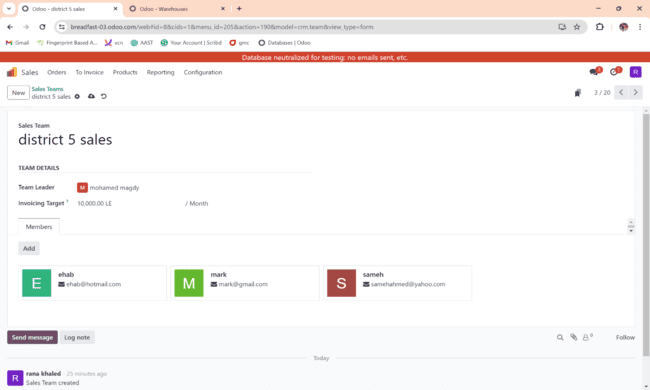 Odoo - district 5 sales
Odoo - Warehouses
breadfast-03.odoo.com/web#id=8&cids=1&menu_id=205&action=190&model=crm.team&view_type=form
Gmail
Fingerprint Based A...
xcn
AAST
Your Account | Scribd
gmc
Databases | Odoo
Database neutralized for testing: no emails sent, etc.
Sales
Orders
To Invoice
Products
Reporting
Configuration
R
New
Sales Teams
district 5 sales
3 / 20
Sales Team
district 5 sales
TEAM DETAILS
Team Leader
M mohamed magdy
Invoicing Target ?
10,000.00 LE
/ Month
Members
Add
E
ehab
ehab@hotmail.com
M
mark
mark@gmail.com
S
sameh
samehahmed@yahoo.com
Send message
Log note
0
Follow
Today
R
rana khaled - 25 minutes ago
Sales Team created